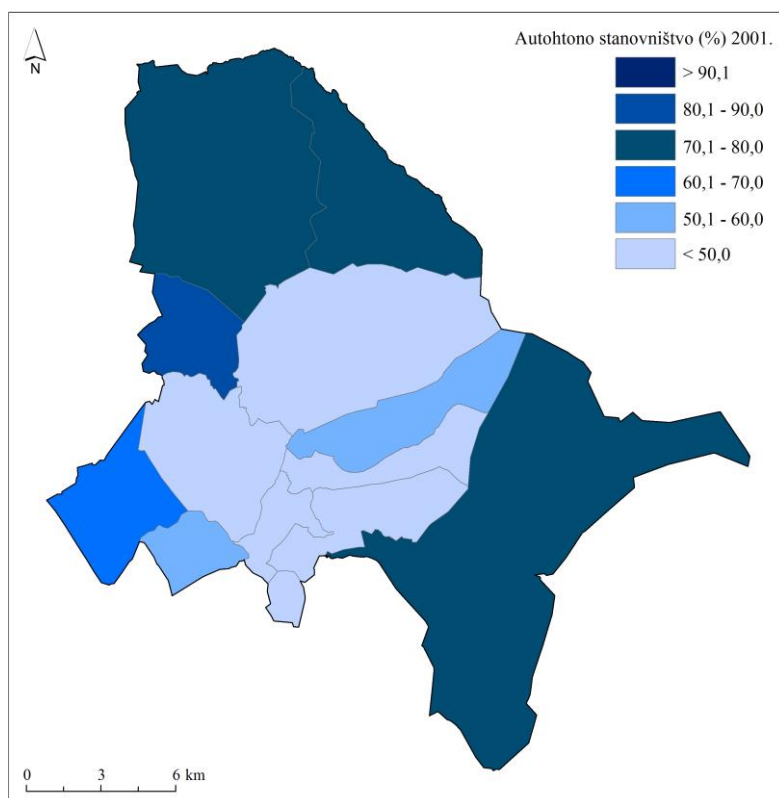 Autohtono stanovništvo (%) 2001.
> 90,1
80,1 - 90,0
70,1 - 80,0
60,1 - 70,0
50,1 - 60,0
< 50,0
N
0 3 6 km